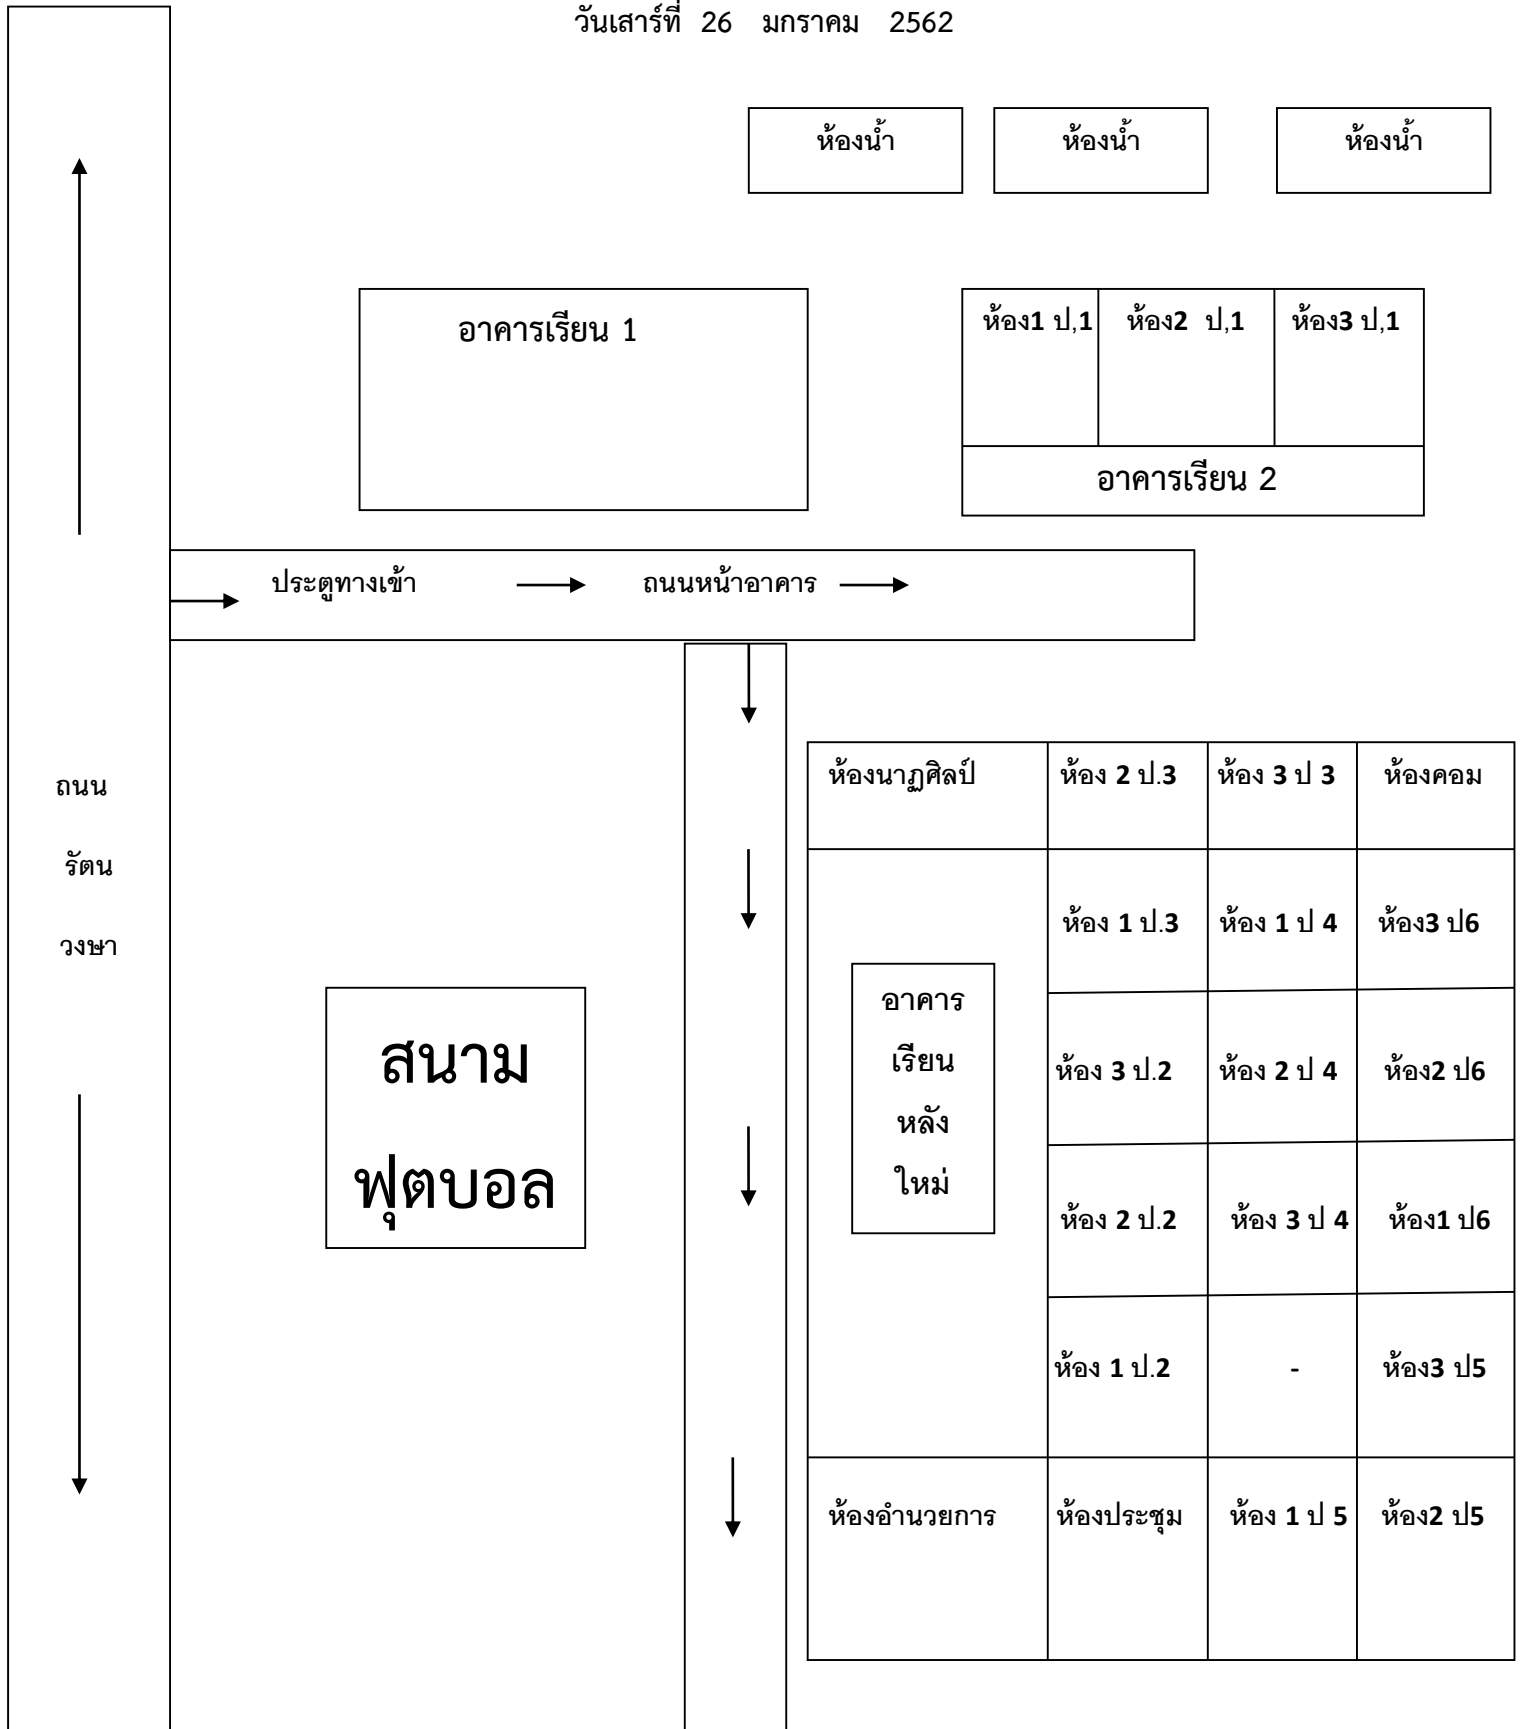 วันเสาร์ที่ 26 มกราคม 2562
ห้องน้ำ ห้องน้ำ ห้องน้ำ
อาคารเรียน 1
ห้อง1 ป,1 ห้อง2 ป,1 ห้อง3 ป,1
อาคารเรียน 2
ประตูทางเข้า ถนนหน้าอาคาร
ถนน
รัตน
วงษา
สนาม
ฟุตบอล
ห้องนาฏศิลป์ ห้อง 2 ป.3 ห้อง 3 ป 3 ห้องคอม
ห้อง 1 ป.3 ห้อง 1 ป 4 ห้อง3 ป6
อาคาร
เรียน
หลัง
ใหม่
ห้อง 3 ป.2 ห้อง 2 ป 4 ห้อง2 ป6
ห้อง 2 ป.2 ห้อง 3 ป 4 ห้อง1 ป6
ห้อง 1 ป.2 - ห้อง3 ป5
ห้องอำนวยการ ห้องประชุม ห้อง 1 ป 5 ห้อง2 ป5